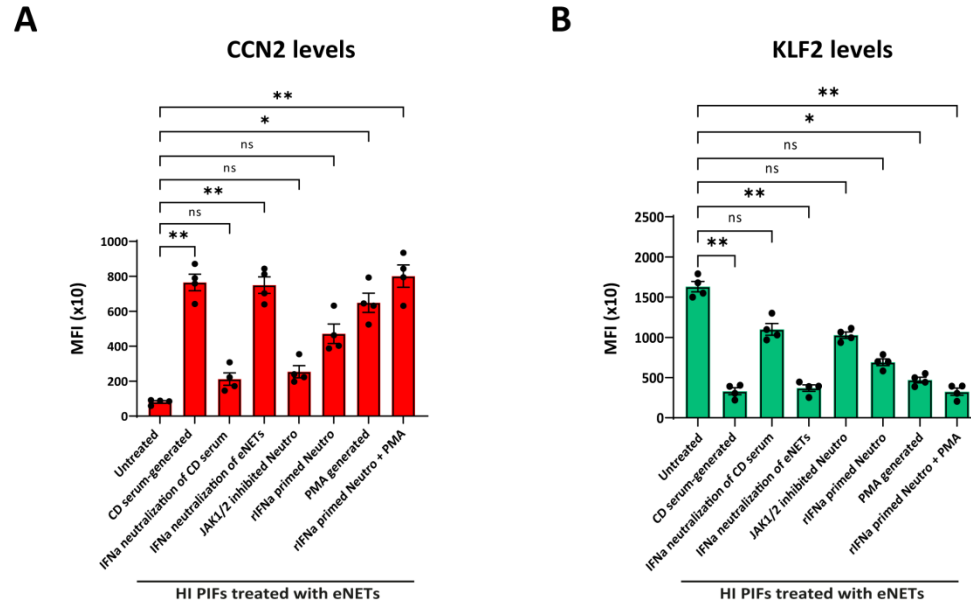 A
CCN2 levels
**
*
ns
ns
**
ns
**
MFI (x10)
1000
800
600
400
200
0
Untreated
CD serum-generated
IFNa neutralization of CD serum
IFNa neutralization of eNETs
JAK1/2 inhibited Neutro
rIFNa primed Neutro
PMA generated
rIFNa primed Neutro + PMA
HI PIFs treated with eNETs
B
KLF2 levels
**
*
ns
ns
**
ns
**
MFI (x10)
2500
2000
1500
1000
500
0
Untreated
CD serum-generated
IFNa neutralization of CD serum
IFNa neutralization of eNETs
JAK1/2 inhibited Neutro
rIFNa primed Neutro
PMA generated
rIFNa primed Neutro + PMA
HI PIFs treated with eNETs